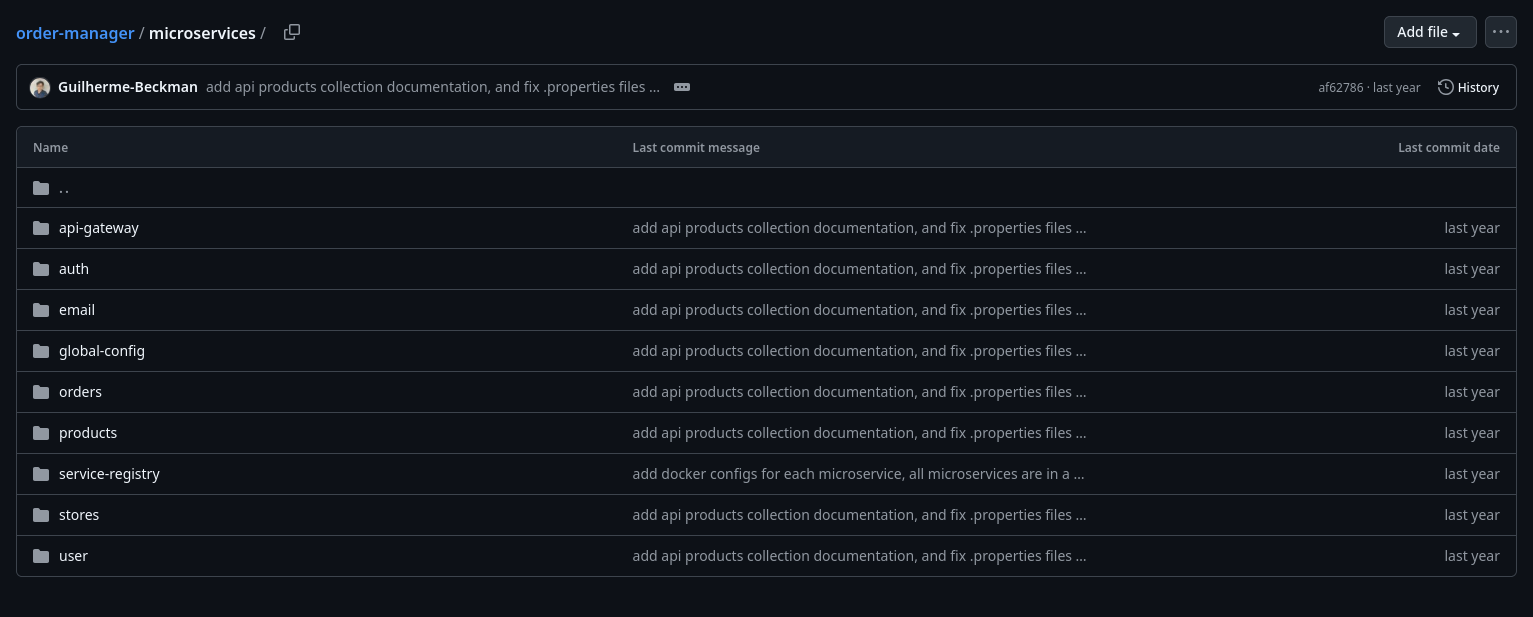 order-manager / microservices /
Add file
Guilherme-Beckman add api products collection documentation, and fix .properties files ...
af62786 · last year History
Name Last commit message Last commit date
..
api-gateway add api products collection documentation, and fix .properties files ... last year
auth add api products collection documentation, and fix .properties files ... last year
email add api products collection documentation, and fix .properties files ... last year
global-config add api products collection documentation, and fix .properties files ... last year
orders add api products collection documentation, and fix .properties files ... last year
products add api products collection documentation, and fix .properties files ... last year
service-registry add docker configs for each microservice, all microservices are in a ... last year
stores add api products collection documentation, and fix .properties files ... last year
user add api products collection documentation, and fix .properties files ... last year